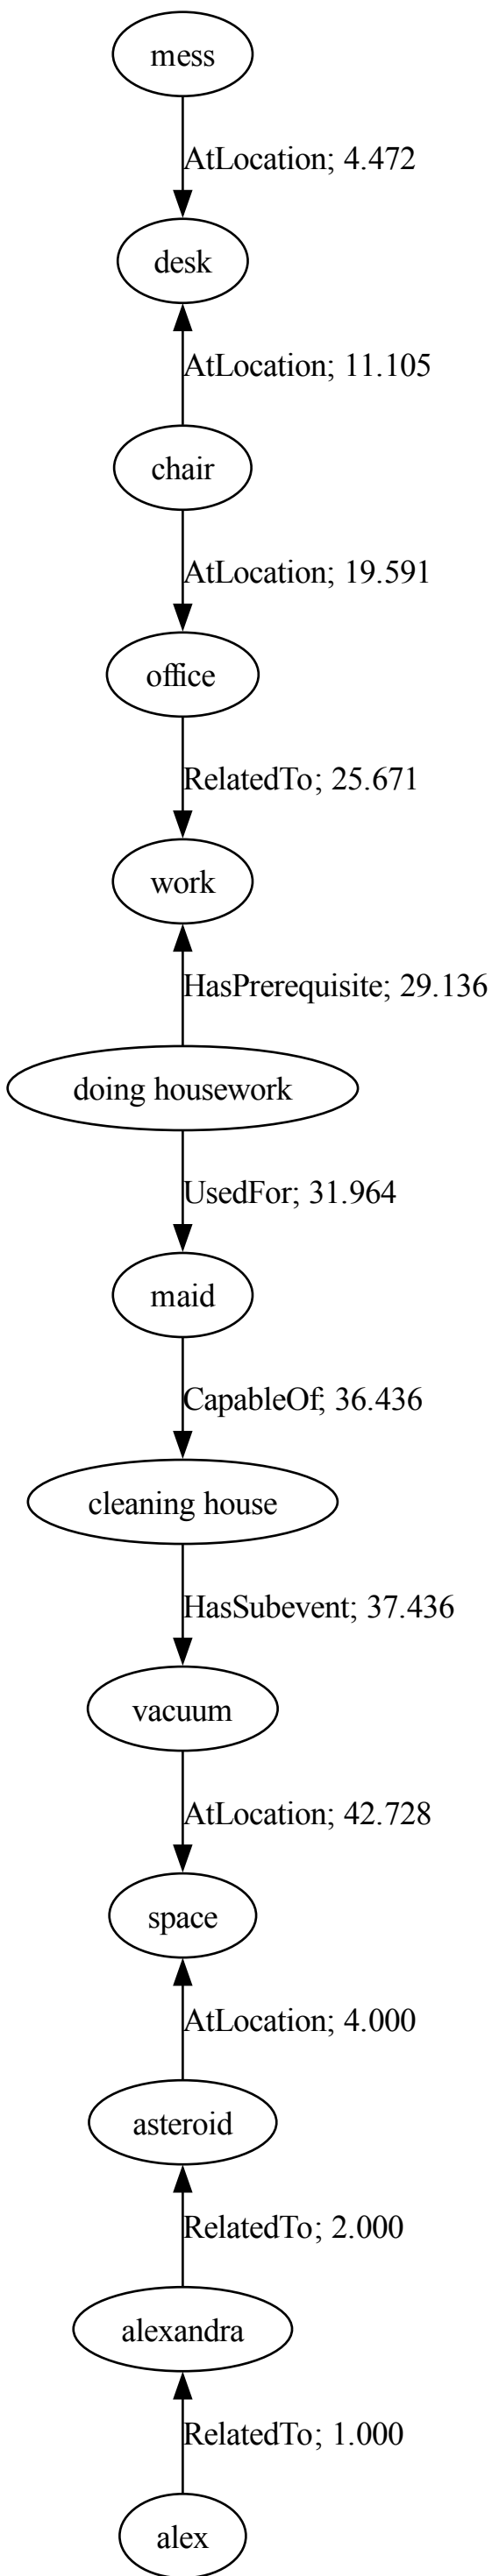 mess
AtLocation; 4.472
desk
AtLocation; 11.105
chair
AtLocation; 19.591
office
RelatedTo; 25.671
work
HasPrerequisite; 29.136
doing housework
UsedFor; 31.964
maid
CapableOf; 36.436
cleaning house
HasSubevent; 37.436
vacuum
AtLocation; 42.728
space
AtLocation; 4.000
asteroid
RelatedTo; 2.000
alexandra
RelatedTo; 1.000
alex